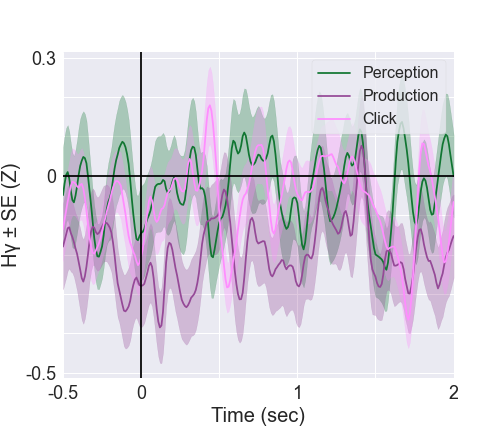 0.3
Perception
Production
Click
0
Hγ ± SE (Z)
-0.5
-0.5 0 1 2
Time (sec)